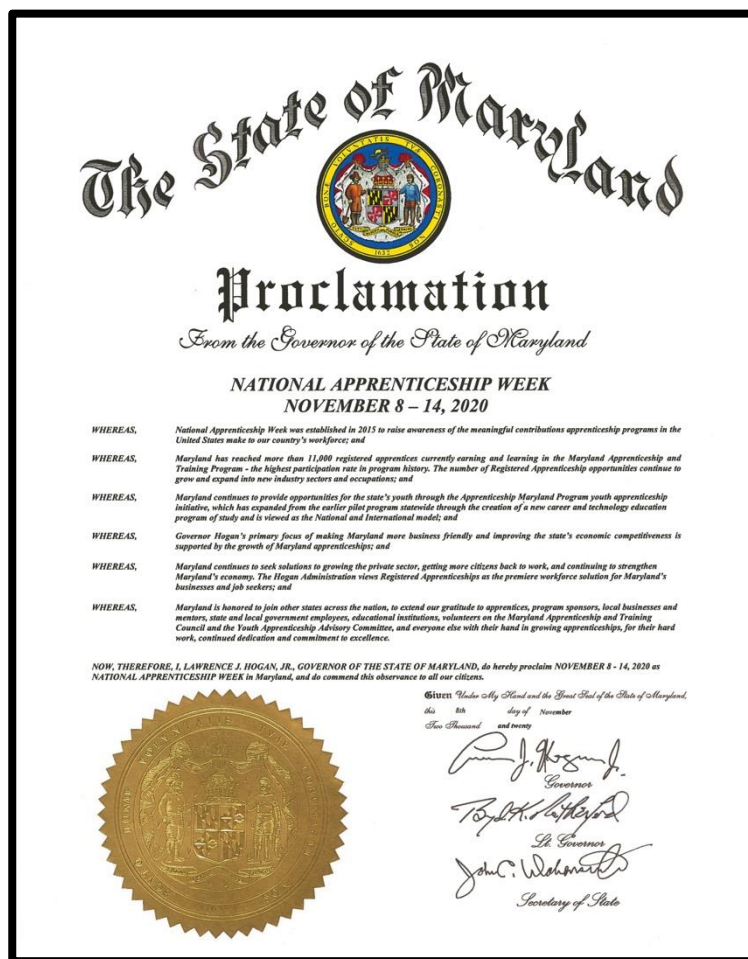 The State of Maryland
SCVTO BONÆ VOLVNTATIS TVÆ CORONASTI NOS
1632
Proclamation
From the Governor of the State of Maryland
NATIONAL APPRENTICESHIP WEEK
NOVEMBER 8 – 14, 2020
WHEREAS, National Apprenticeship Week was established in 2015 to raise awareness of the meaningful contributions apprenticeship programs in the
United States make to our country's workforce; and
WHEREAS, Maryland has reached more than 11,000 registered apprentices currently earning and learning in the Maryland Apprenticeship and
Training Program - the highest participation rate in program history. The number of Registered Apprenticeship opportunities continue to
grow and expand into new industry sectors and occupations; and
WHEREAS, Maryland continues to provide opportunities for the state's youth through the Apprenticeship Maryland Program youth apprenticeship
initiative, which has expanded from the earlier pilot program statewide through the creation of a new career and technology education
program of study and is viewed as the National and International model; and
WHEREAS, Governor Hogan's primary focus of making Maryland more business friendly and improving the state's economic competitiveness is
supported by the growth of Maryland apprenticeships; and
WHEREAS, Maryland continues to seek solutions to growing the private sector, getting more citizens back to work, and continuing to strengthen
Maryland's economy. The Hogan Administration views Registered Apprenticeships as the premiere workforce solution for Maryland's
businesses and job seekers; and
WHEREAS, Maryland is honored to join other states across the nation, to extend our gratitude to apprentices, program sponsors, local businesses and
mentors, state and local government employees, educational institutions, volunteers on the Maryland Apprenticeship and Training
Council and the Youth Apprenticeship Advisory Committee, and everyone else with their hand in growing apprenticeships, for their hard
work, continued dedication and commitment to excellence.
NOW, THEREFORE, I, LAWRENCE J. HOGAN, JR., GOVERNOR OF THE STATE OF MARYLAND, do hereby proclaim NOVEMBER 8 - 14, 2020 as
NATIONAL APPRENTICESHIP WEEK in Maryland, and do commend this observance to all our citizens.
Given Under My Hand and the Great Seal of the State of Maryland,
this 8th day of November
Two Thousand and twenty
Governor
Lt. Governor
Secretary of State